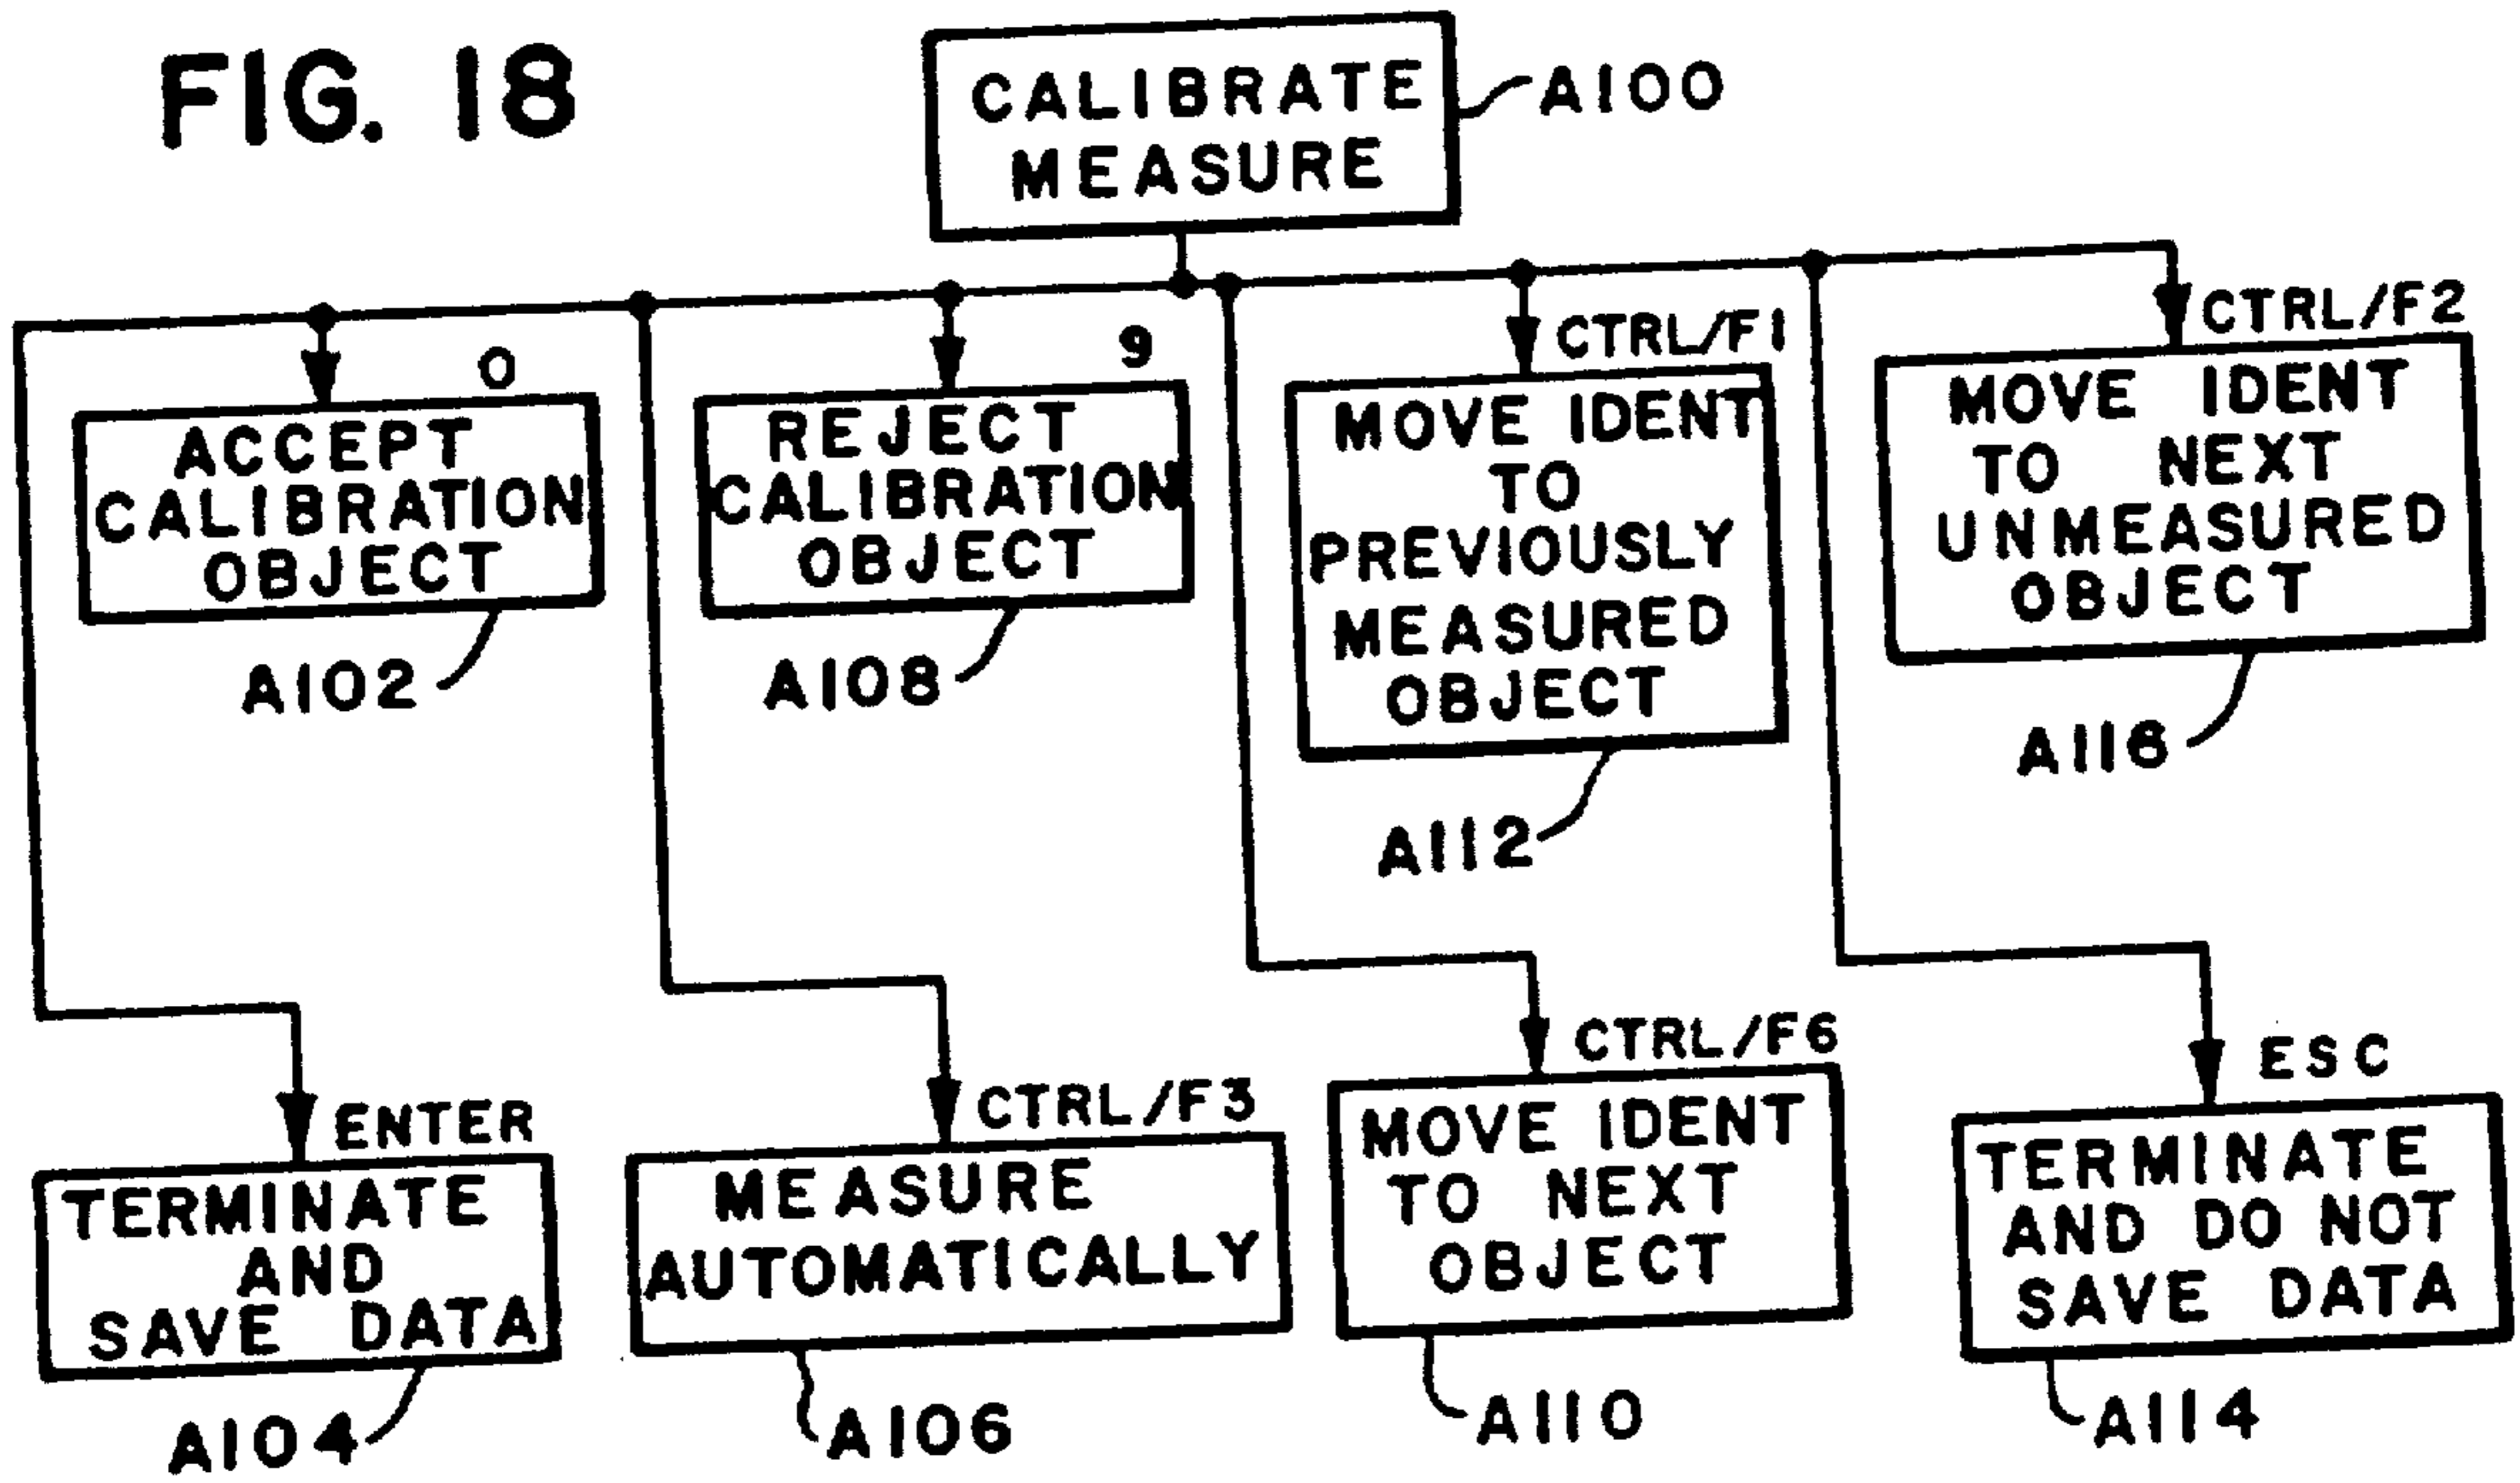 FIG. 18
CALIBRATE
MEASURE
A100
O
ACCEPT
CALIBRATION
OBJECT
A102
9
REJECT
CALIBRATION
OBJECT
A108
CTRL/F1
MOVE IDENT
TO
PREVIOUSLY
MEASURED
OBJECT
A112
CTRL/F2
MOVE IDENT
TO NEXT
UNMEASURED
OBJECT
A116
ENTER
TERMINATE
AND
SAVE DATA
A104
CTRL/F3
MEASURE
AUTOMATICALLY
A106
CTRL/F6
MOVE IDENT
TO NEXT
OBJECT
A110
ESC
TERMINATE
AND DO NOT
SAVE DATA
A114